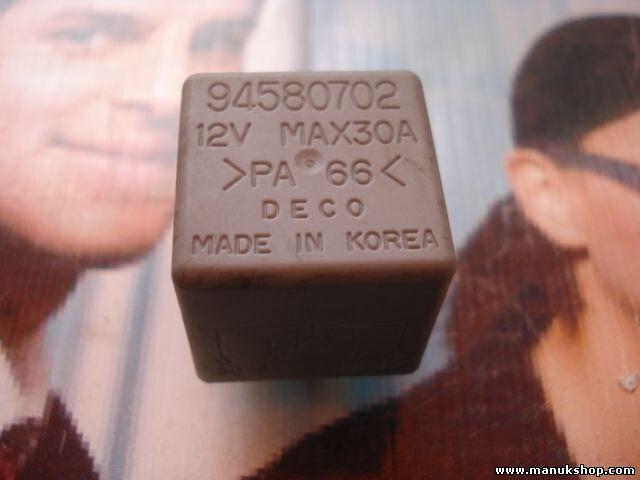 94580702
12V MAX30A
>PA 66<
DECO
MADE IN KOREA
www.manukshop.com